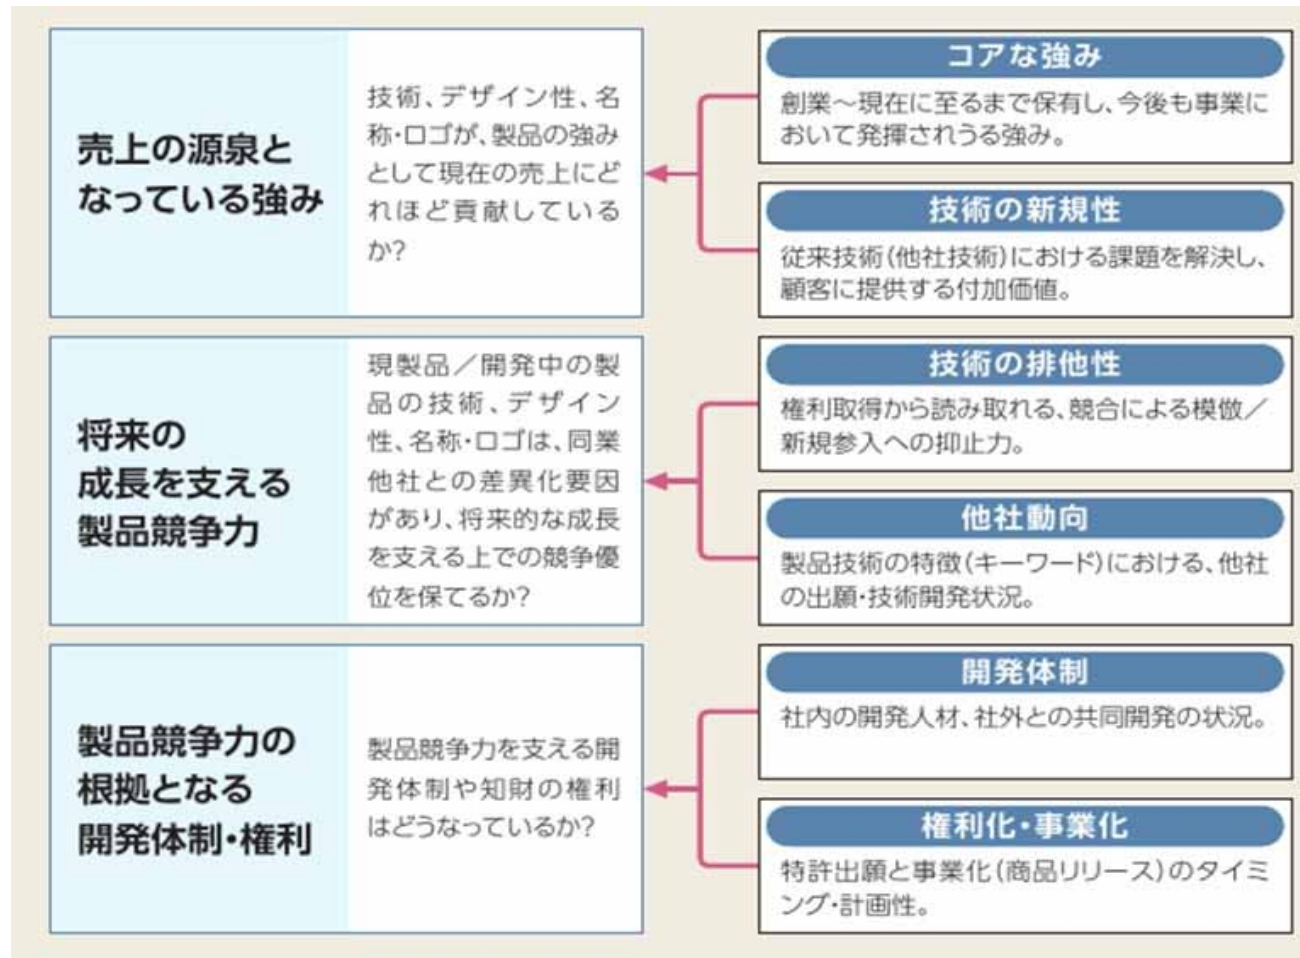 売上の源泉と
なっている強み
技術、デザイン性、名
称・ロゴが、製品の強み
として現在の売上にど
れほど貢献している
か?
コアな強み
創業～現在に至るまで保有し、今後も事業に
おいて発揮されうる強み。
技術の新規性
従来技術(他社技術)における課題を解決し、
顧客に提供する付加価値。
将来の
成長を支える
製品競争力
現製品／開発中の製
品の技術、デザイン
性、名称・ロゴは、同業
他社との差異化要因
があり、将来的な成長
を支える上での競争優
位を保てるか?
技術の排他性
権利取得から読み取れる、競合による模倣／
新規参入への抑止力。
他社動向
製品技術の特徴(キーワード)における、他社
の出願・技術開発状況。
製品競争力の
根拠となる
開発体制・権利
製品競争力を支える開
発体制や知財の権利
はどうなっているか?
開発体制
社内の開発人材、社外との共同開発の状況。
権利化・事業化
特許出願と事業化(商品リリース)のタイミ
ング・計画性。